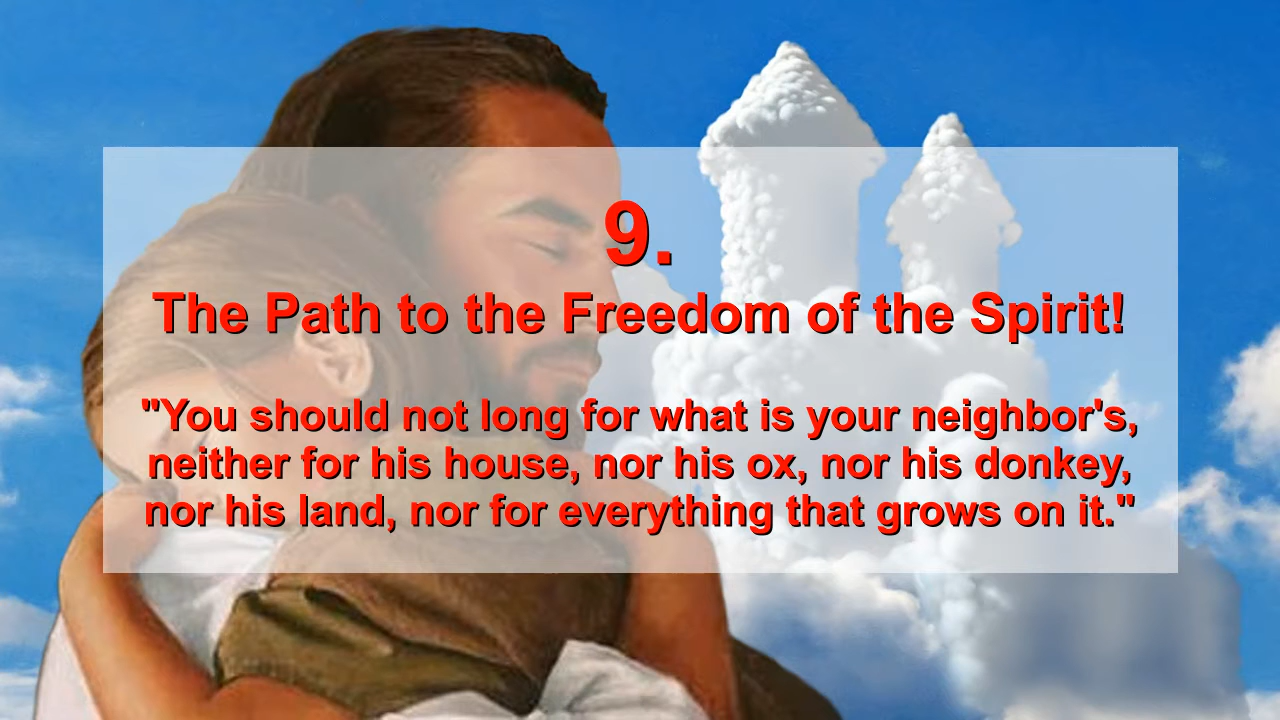 9.
The Path to the Freedom of the Spirit!
"You should not long for what is your neighbor's,
neither for his house, nor his ox, nor his donkey,
nor his land, nor for everything that grows on it."